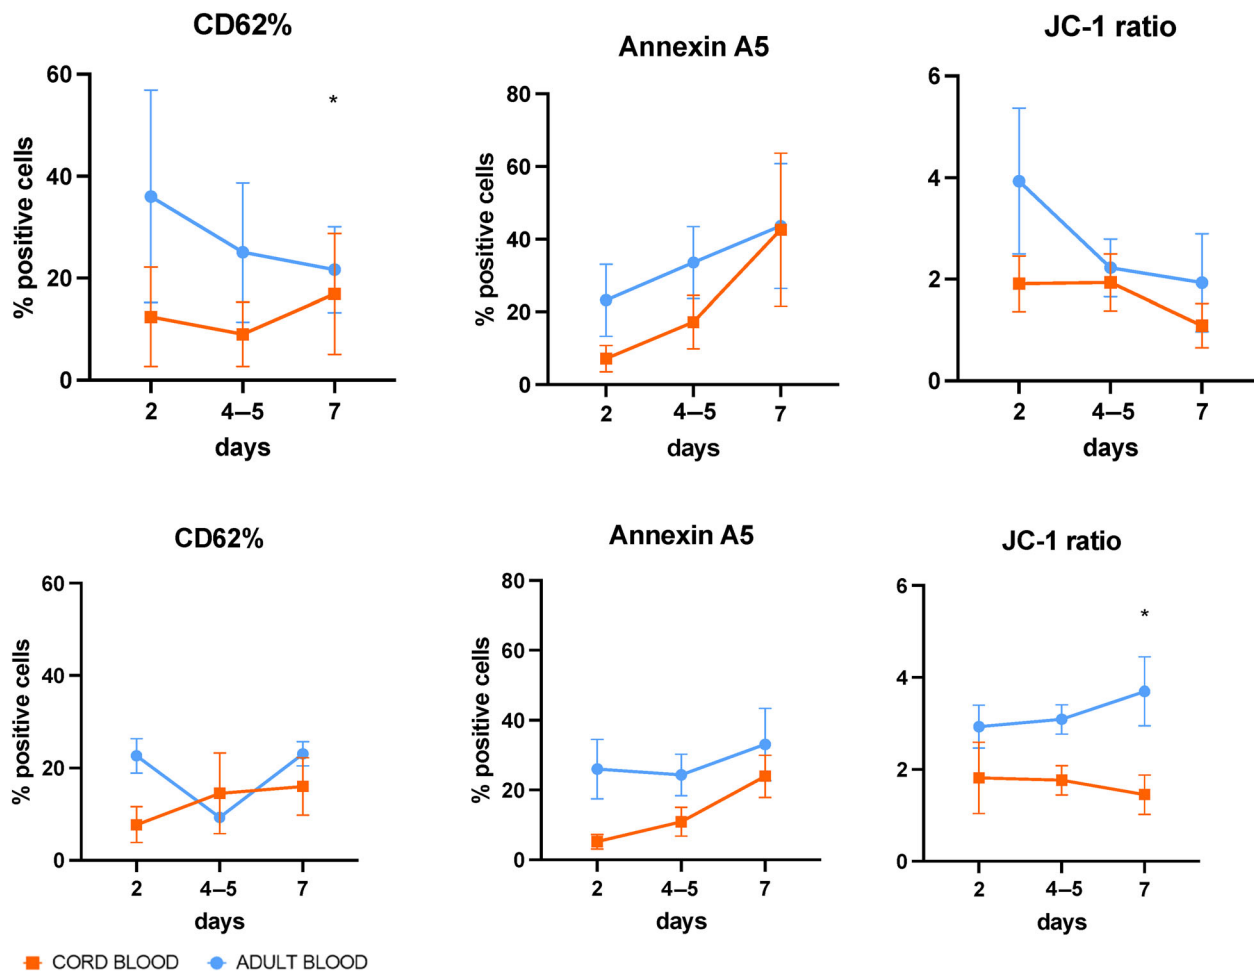 CD62%
% positive cells
60
40
20
0
*
2 4–5 7
days
Annexin A5
% positive cells
80
60
40
20
0
2 4–5 7
days
JC-1 ratio
6
4
2
0
2 4–5 7
days
CD62%
% positive cells
60
40
20
0
2 4–5 7
days
Annexin A5
% positive cells
80
60
40
20
0
2 4–5 7
days
JC-1 ratio
6
4
2
0
*
2 4–5 7
days
CORD BLOOD ADULT BLOOD